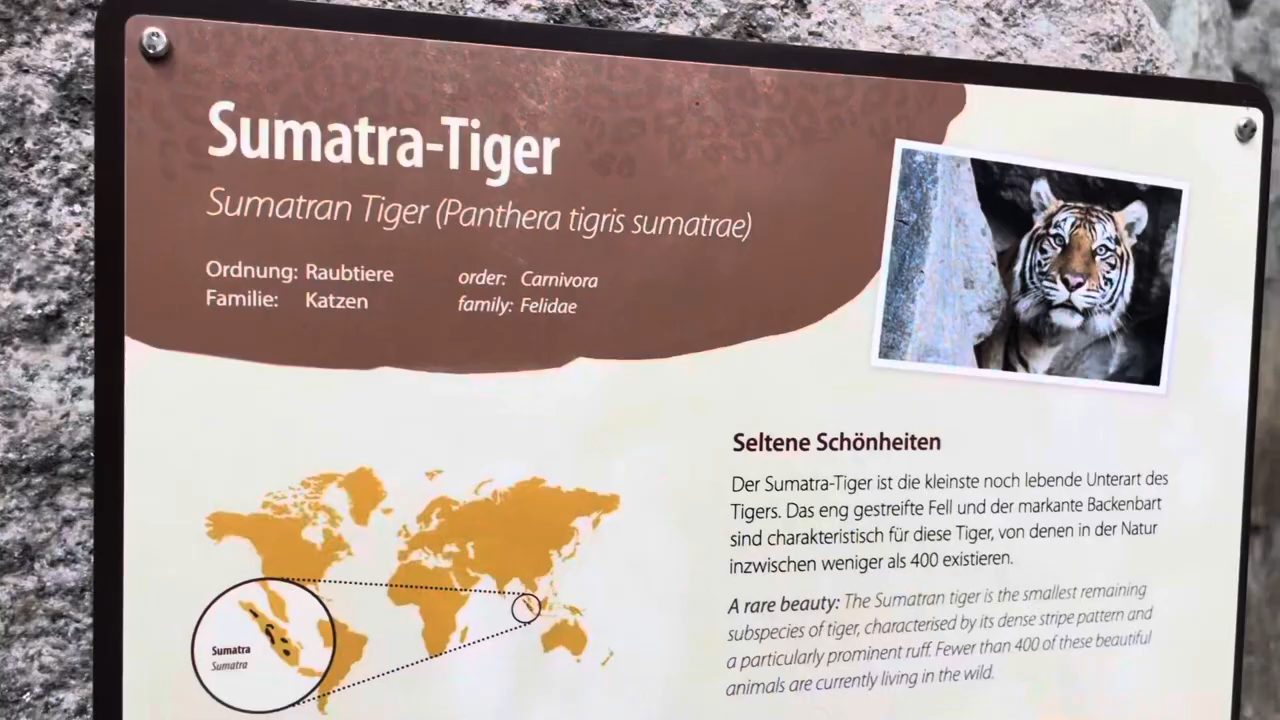 Sumatra-Tiger
Sumatran Tiger (Panthera tigris sumatrae)
Ordnung: Raubtiere order: Carnivora
Familie: Katzen family: Felidae
Seltene Schönheiten
Der Sumatra-Tiger ist die kleinste noch lebende Unterart des
Tigers. Das eng gestreifte Fell und der markante Backenbart
sind charakteristisch für diese Tiger, von denen in der Natur
inzwischen weniger als 400 existieren.
A rare beauty: The Sumatran tiger is the smallest remaining
subspecies of tiger, characterised by its dense stripe pattern and
a particularly prominent ruff. Fewer than 400 of these beautiful
animals are currently living in the wild.
Sumatra
Sumatra